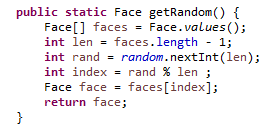 public static Face getRandom() {
    Face[] faces = Face.values();
    int len = faces.length - 1;
    int rand = random.nextInt(len);
    int index = rand % len ;
    Face face = faces[index];
    return face;
}